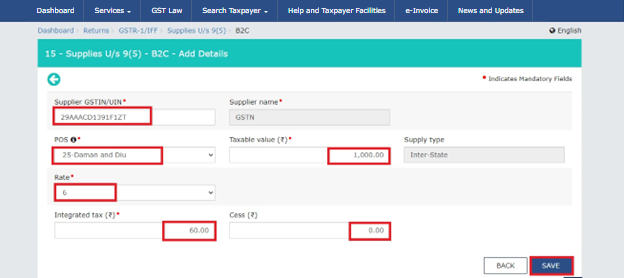 Dashboard Services GST Law Search Taxpayer Help and Taxpayer Facilities e-Invoice News and Updates
Dashboard Returns GSTR-1/IFF Supplies U/s 9(5) B2C English
15 - Supplies U/s 9(5) - B2C - Add Details
• Indicates Mandatory Fields
Supplier GSTIN/UIN• Supplier name•
29AAACD1391F1ZT GSTN
POS • Taxable value (₹)• Supply type
25-Daman and Diu 1,000.00 Inter-State
Rate•
6
Integrated tax (₹)• Cess (₹)
60.00 0.00
BACK SAVE